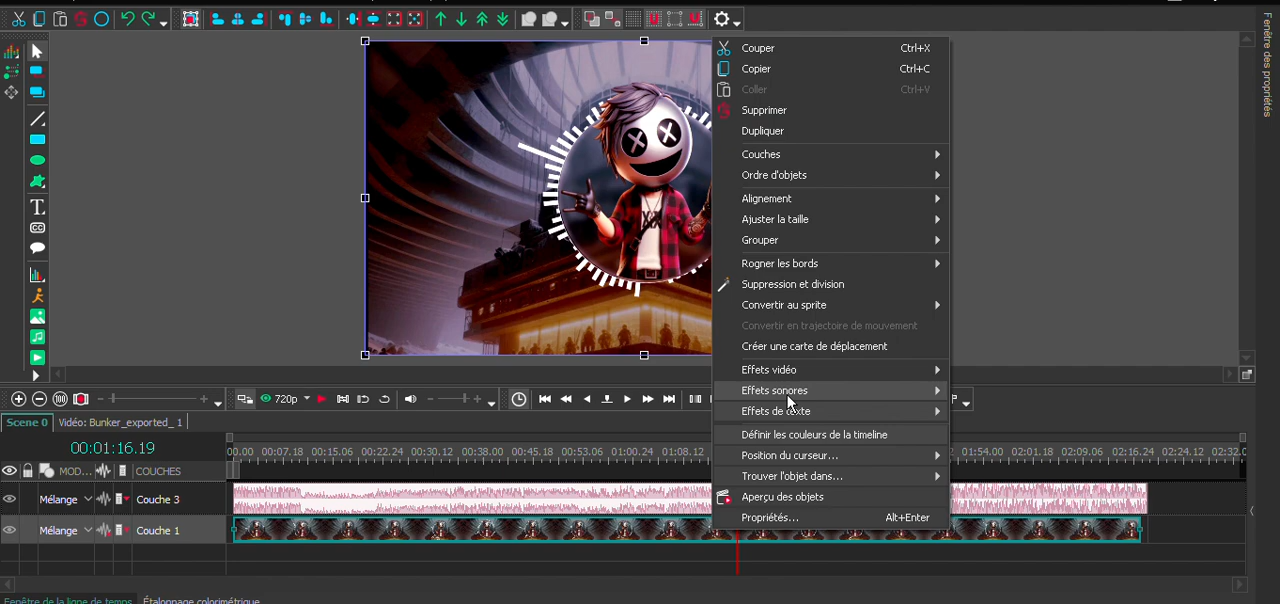 Fenêtre des propriétés
Couper Ctrl+X
Copier Ctrl+C
Coller Ctrl+V
Supprimer
Dupliquer
Couches
Ordre d'objets
Alignement
Ajuster la taille
Grouper
Rogner les bords
Suppression et division
Convertir au sprite
Convertir en trajectoire de mouvement
Créer une carte de déplacement
Effets vidéo
Effets sonores
Effets de texte
Définir les couleurs de la timeline
Position du curseur...
Trouver l'objet dans...
Aperçu des objets
Propriétés... Alt+Enter
T
CC
100
720p
Scene 0 Vidéo: Bunker_exported_ 1
00:01:16.19
00.00 00:07.18 00:15.06 00:22.24 00:30.12 00:38.00 00:45.18 00:53.06 01:00.24 01:08.12 01:54.00 02:01.18 02:09.06 02:16.24 02:24.12 02:32.0
MOD... COUCHES
Mélange Couche 3
Mélange Couche 1
Fenêtre de la ligne de temps Étalonnage colorimétrique